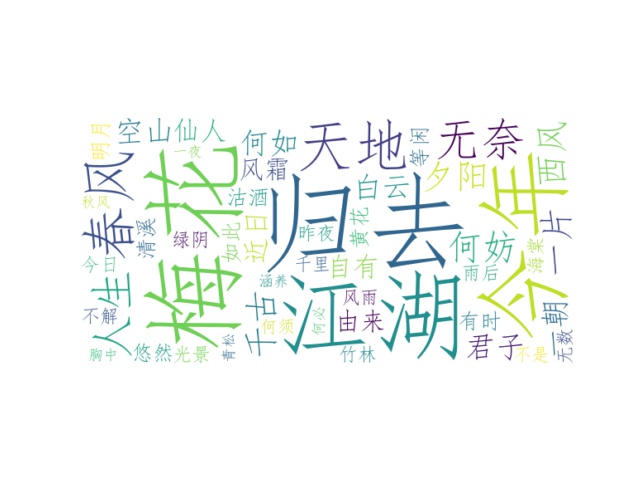 明月
空山
仙人
一夜
秋风
春风
清溪
绿阴
今日
人生
不解
胸中
悠然
光景
青松
梅花
何如
风霜
沽酒
如此
近日
千古
涵养
何须
何必
天地
归去
昨夜
千里
江湖
风雨
由来
竹林
白云
黄花
自有
等闲
无奈
夕阳
何妨
雨后
有时
君子
今年
西风
一片
海棠
一朝
不是
无数